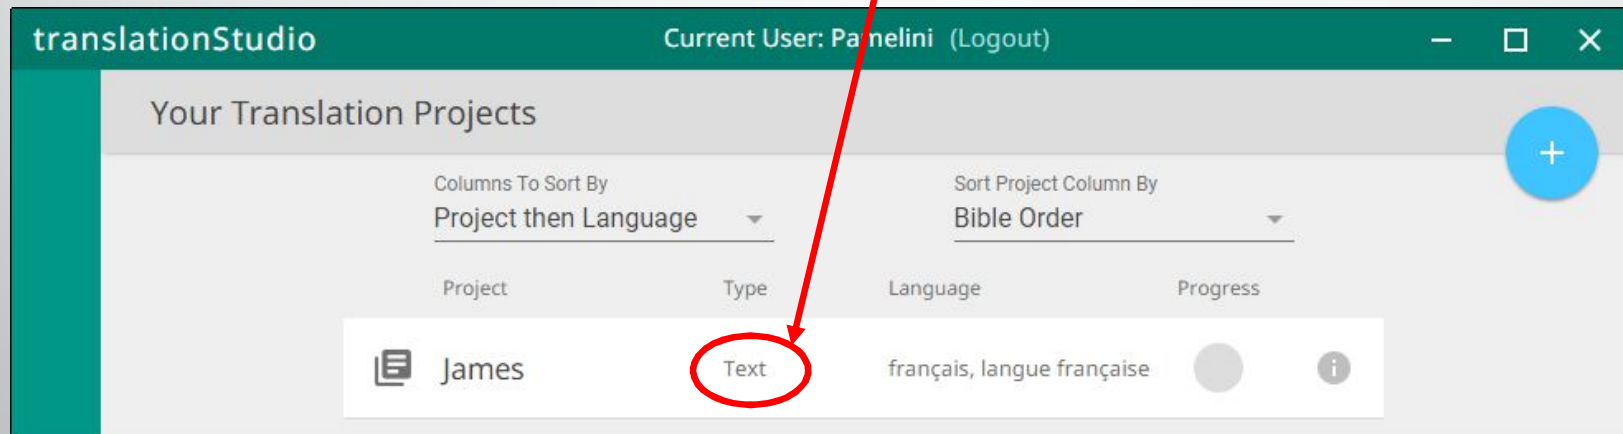 translationStudio Current User: Pamelini (Logout)
Your Translation Projects
Columns To Sort By Sort Project Column By
Project then Language Bible Order
Project Type Language Progress
James Text français, langue française